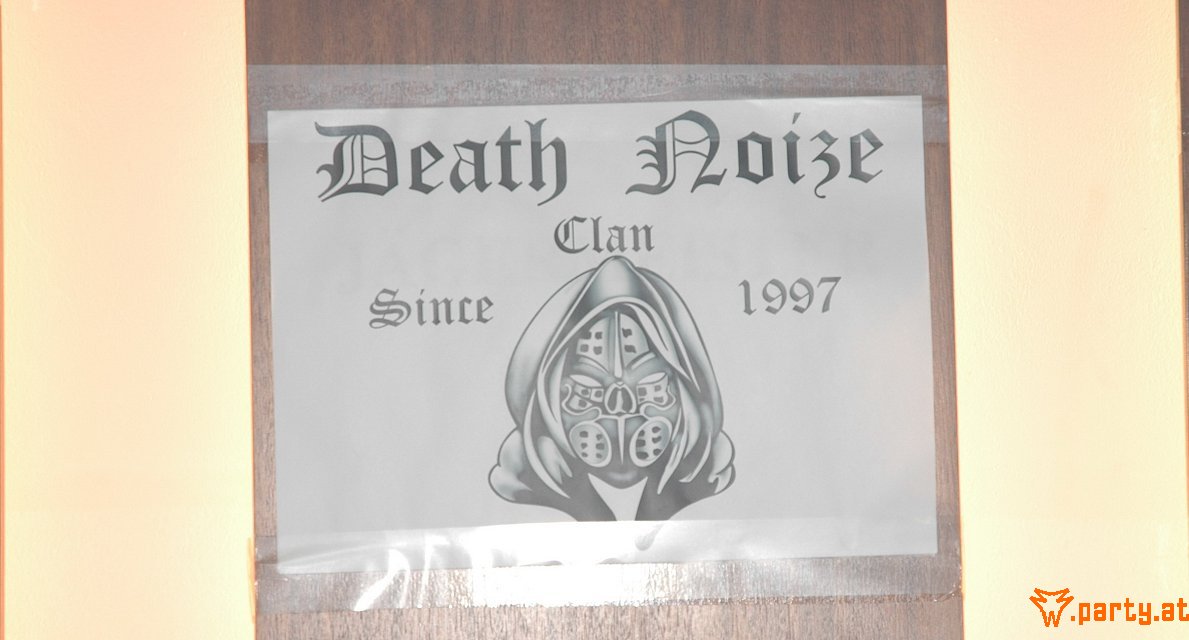 Death Noize
Clan
Since 1997
w.party.at